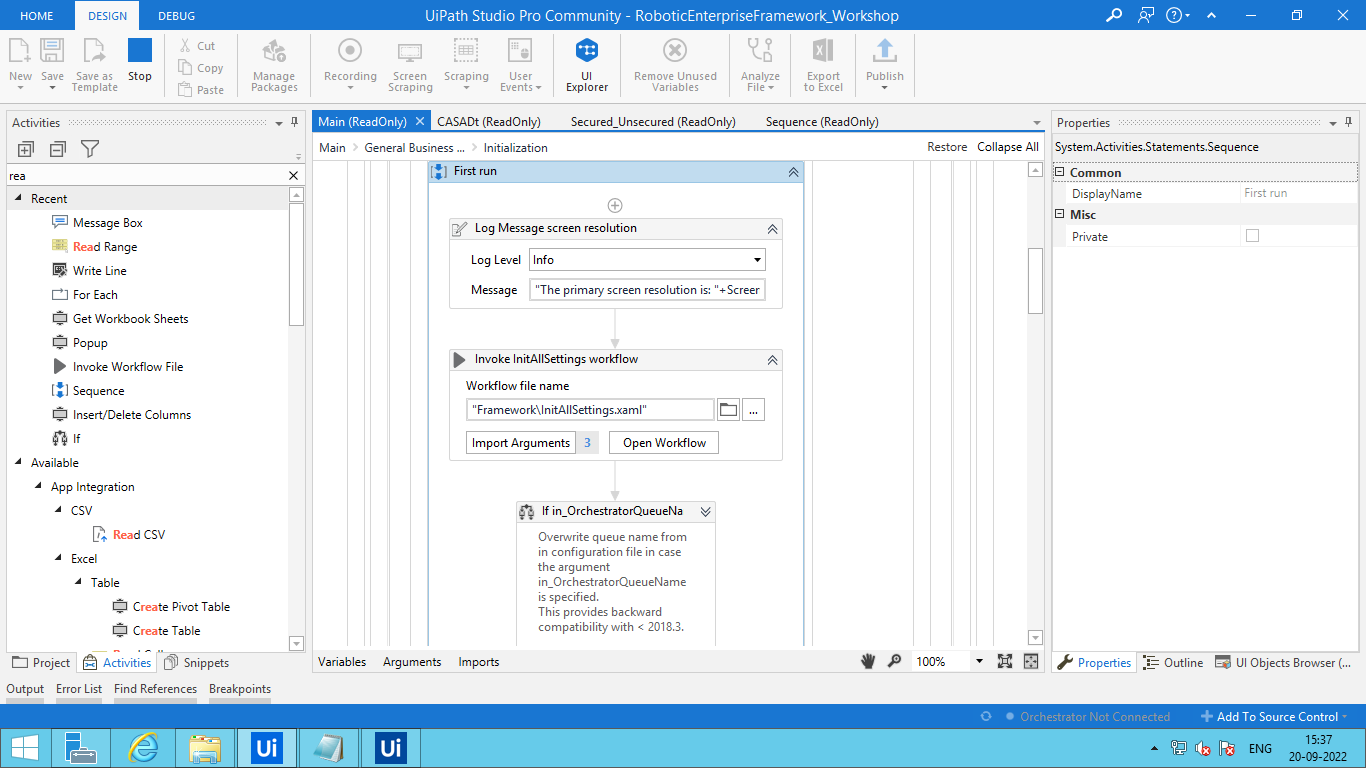 HOME
DESIGN
DEBUG
UiPath Studio Pro Community - RoboticEnterpriseFramework_Workshop
New
Save
Save as
Template
Stop
Cut
Copy
Paste
Manage
Packages
Recording
Screen
Scraping
Scraping
User
Events
UI
Explorer
Remove Unused
Variables
Analyze
File
Export
to Excel
Publish
Activities
rea
Recent
Message Box
Read Range
Write Line
For Each
Get Workbook Sheets
Popup
Invoke Workflow File
Sequence
Insert/Delete Columns
If
Available
App Integration
CSV
Read CSV
Excel
Table
Create Pivot Table
Create Table
Project
Activities
Snippets
Main (ReadOnly)
CASADt (ReadOnly)
Secured_Unsecured (ReadOnly)
Sequence (ReadOnly)
Main
General Business ...
Initialization
Restore
Collapse All
First run
Log Message screen resolution
Log Level
Info
Message
"The primary screen resolution is: "+Screen
Invoke InitAllSettings workflow
Workflow file name
"Framework\InitAllSettings.xaml"
...
Import Arguments
3
Open Workflow
If in_OrchestratorQueueNa
Overwrite queue name from
in configuration file in case
the argument
in_OrchestratorQueueName
is specified.
This provides backward
compatibility with < 2018.3.
Variables
Arguments
Imports
100%
Properties
System.Activities.Statements.Sequence
Common
DisplayName
First run
Misc
Private
Properties
Outline
UI Objects Browser (...
Output
Error List
Find References
Breakpoints
Orchestrator Not Connected
Add To Source Control
Ui
Ui
ENG
15:37
20-09-2022